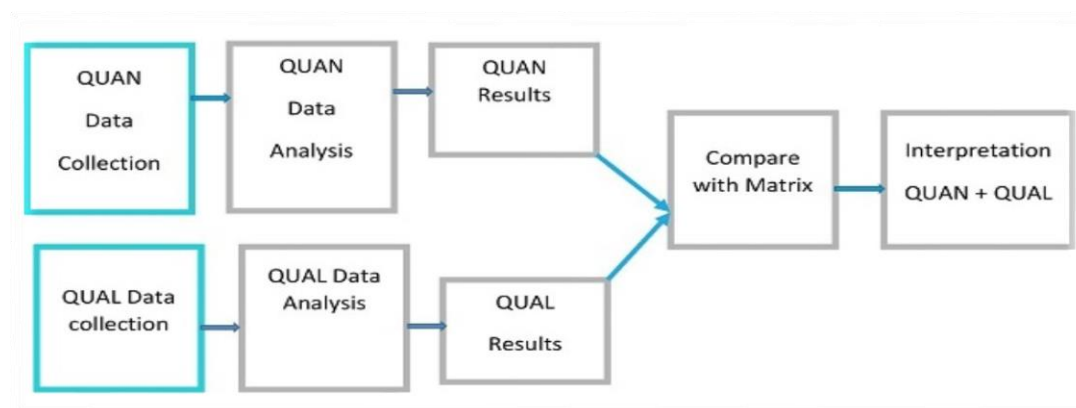 QUAN
Data
Collection
QUAN
Data
Analysis
QUAN
Results
Compare
with Matrix
Interpretation
QUAN + QUAL
QUAL Data
collection
QUAL Data
Analysis
QUAL
Results